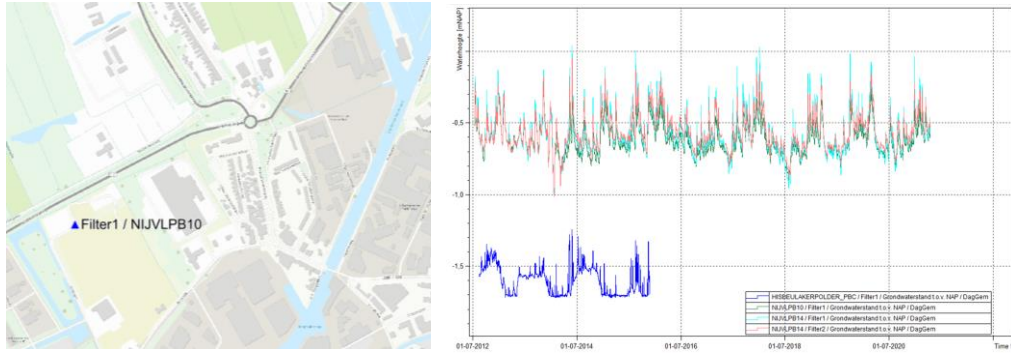 Filter1 / NIJVLPB10
Waterhoogte [mNAP]
-0.5
-1.0
-1.5
HISBEULAKERPOLDER_PBC / Filter1 / Grondwaterstand t.o.v. NAP / DagGem
NIJVLPB10 / Filter1 / Grondwaterstand t.o.v. NAP / DagGem
NIJVLPB14 / Filter1 / Grondwaterstand t.o.v. NAP / DagGem
NIJVLPB14 / Filter2 / Grondwaterstand t.o.v. NAP / DagGem
01-07-2012 01-07-2014 01-07-2016 01-07-2018 01-07-2020 Time